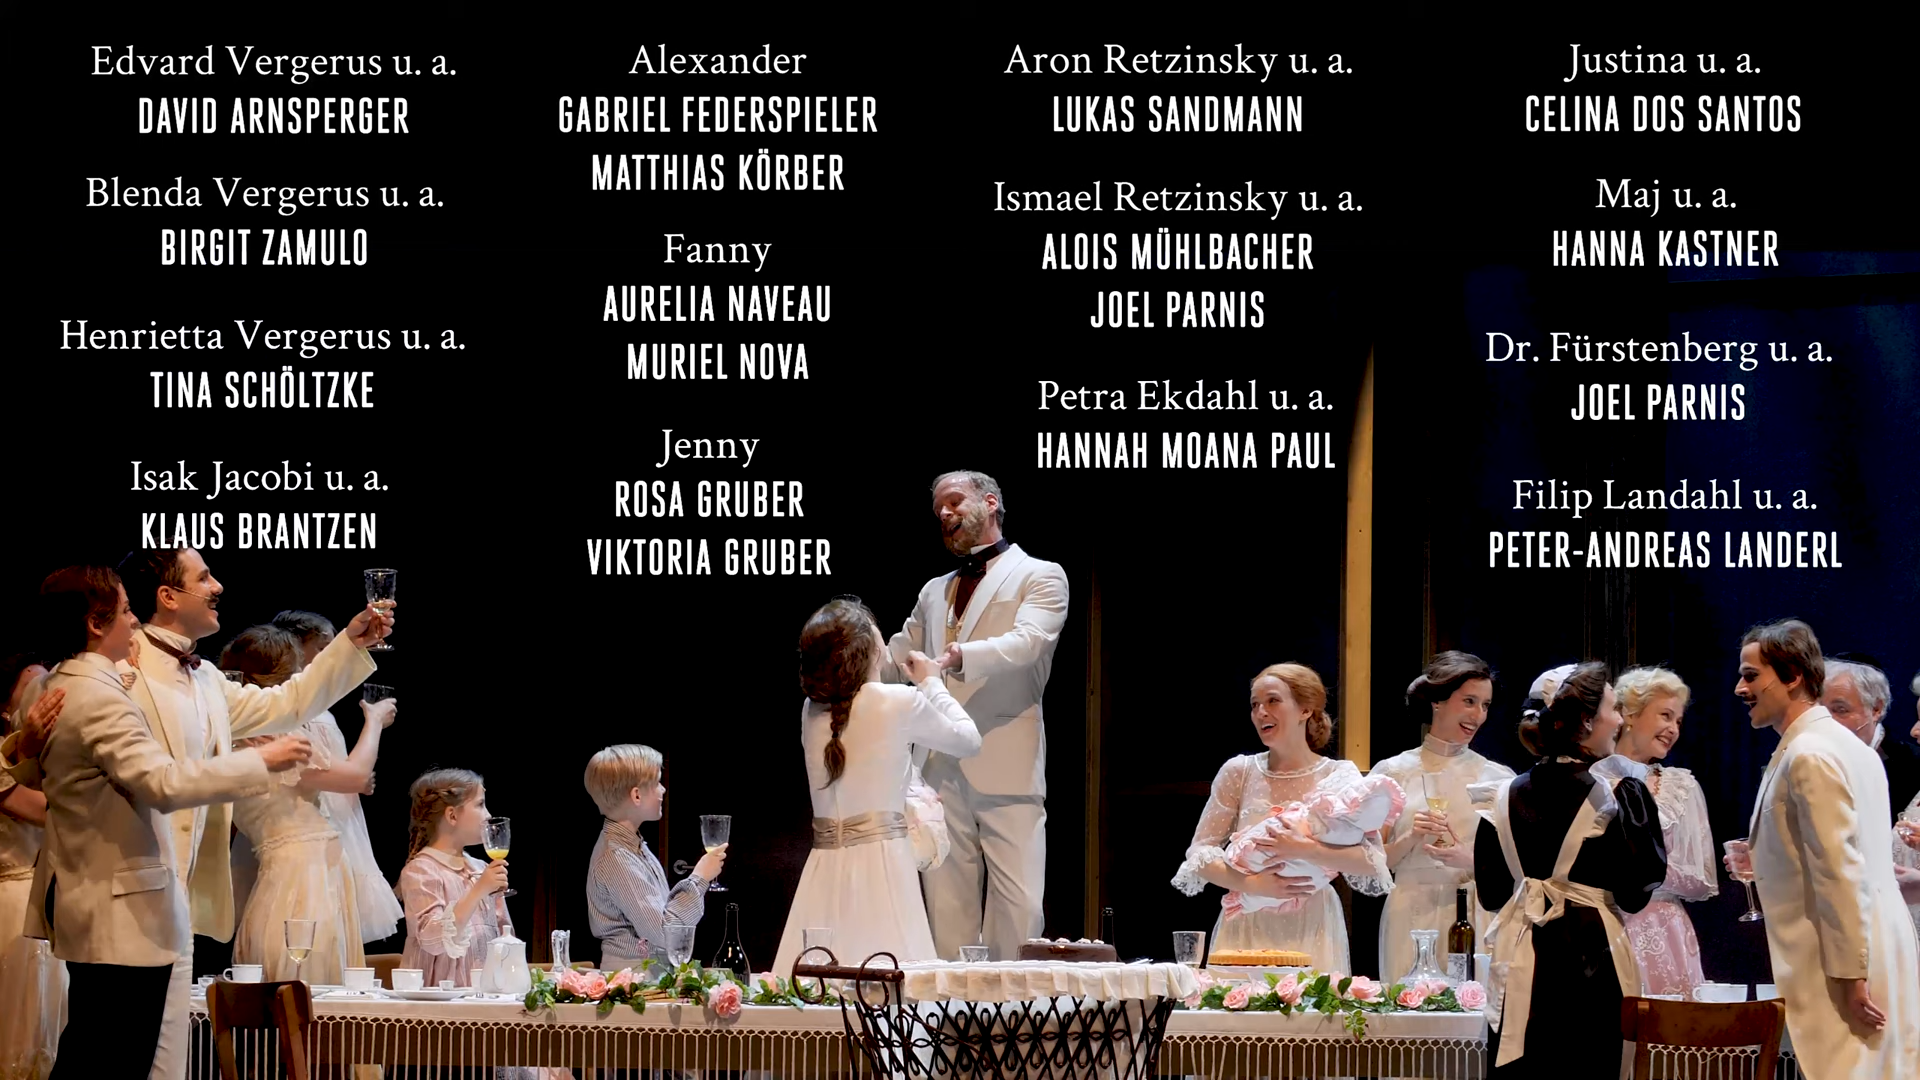 Edvard Vergerus u. a.
DAVID ARNSPERGER
Blenda Vergerus u. a.
BIRGIT ZAMULO
Henrietta Vergerus u. a.
TINA SCHÖLTZKE
Isak Jacobi u. a.
KLAUS BRANTZEN
Alexander
GABRIEL FEDERSPIELER
MATTHIAS KÖRBER
Fanny
AURELIA NAVEAU
MURIEL NOVA
Jenny
ROSA GRUBER
VIKTORIA GRUBER
Aron Retzinsky u. a.
LUKAS SANDMANN
Ismael Retzinsky u. a.
ALOIS MÜHLBACHER
JOEL PARNIS
Petra Ekdahl u. a.
HANNAH MOANA PAUL
Justina u. a.
CELINA DOS SANTOS
Maj u. a.
HANNA KASTNER
Dr. Fürstenberg u. a.
JOEL PARNIS
Filip Landahl u. a.
PETER-ANDREAS LANDERL